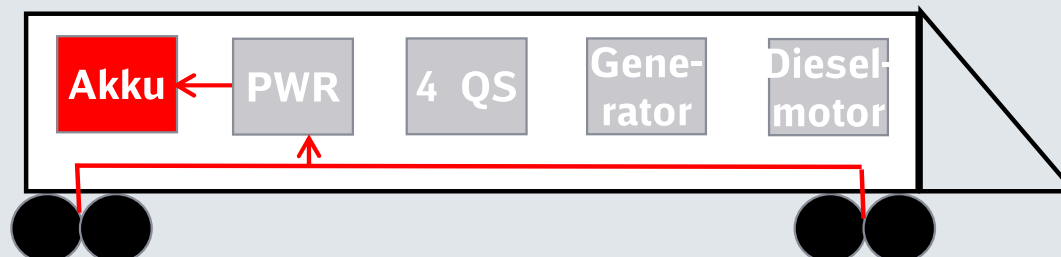 Akku
PWR
4 QS
Gene-
rator
Diesel-
motor